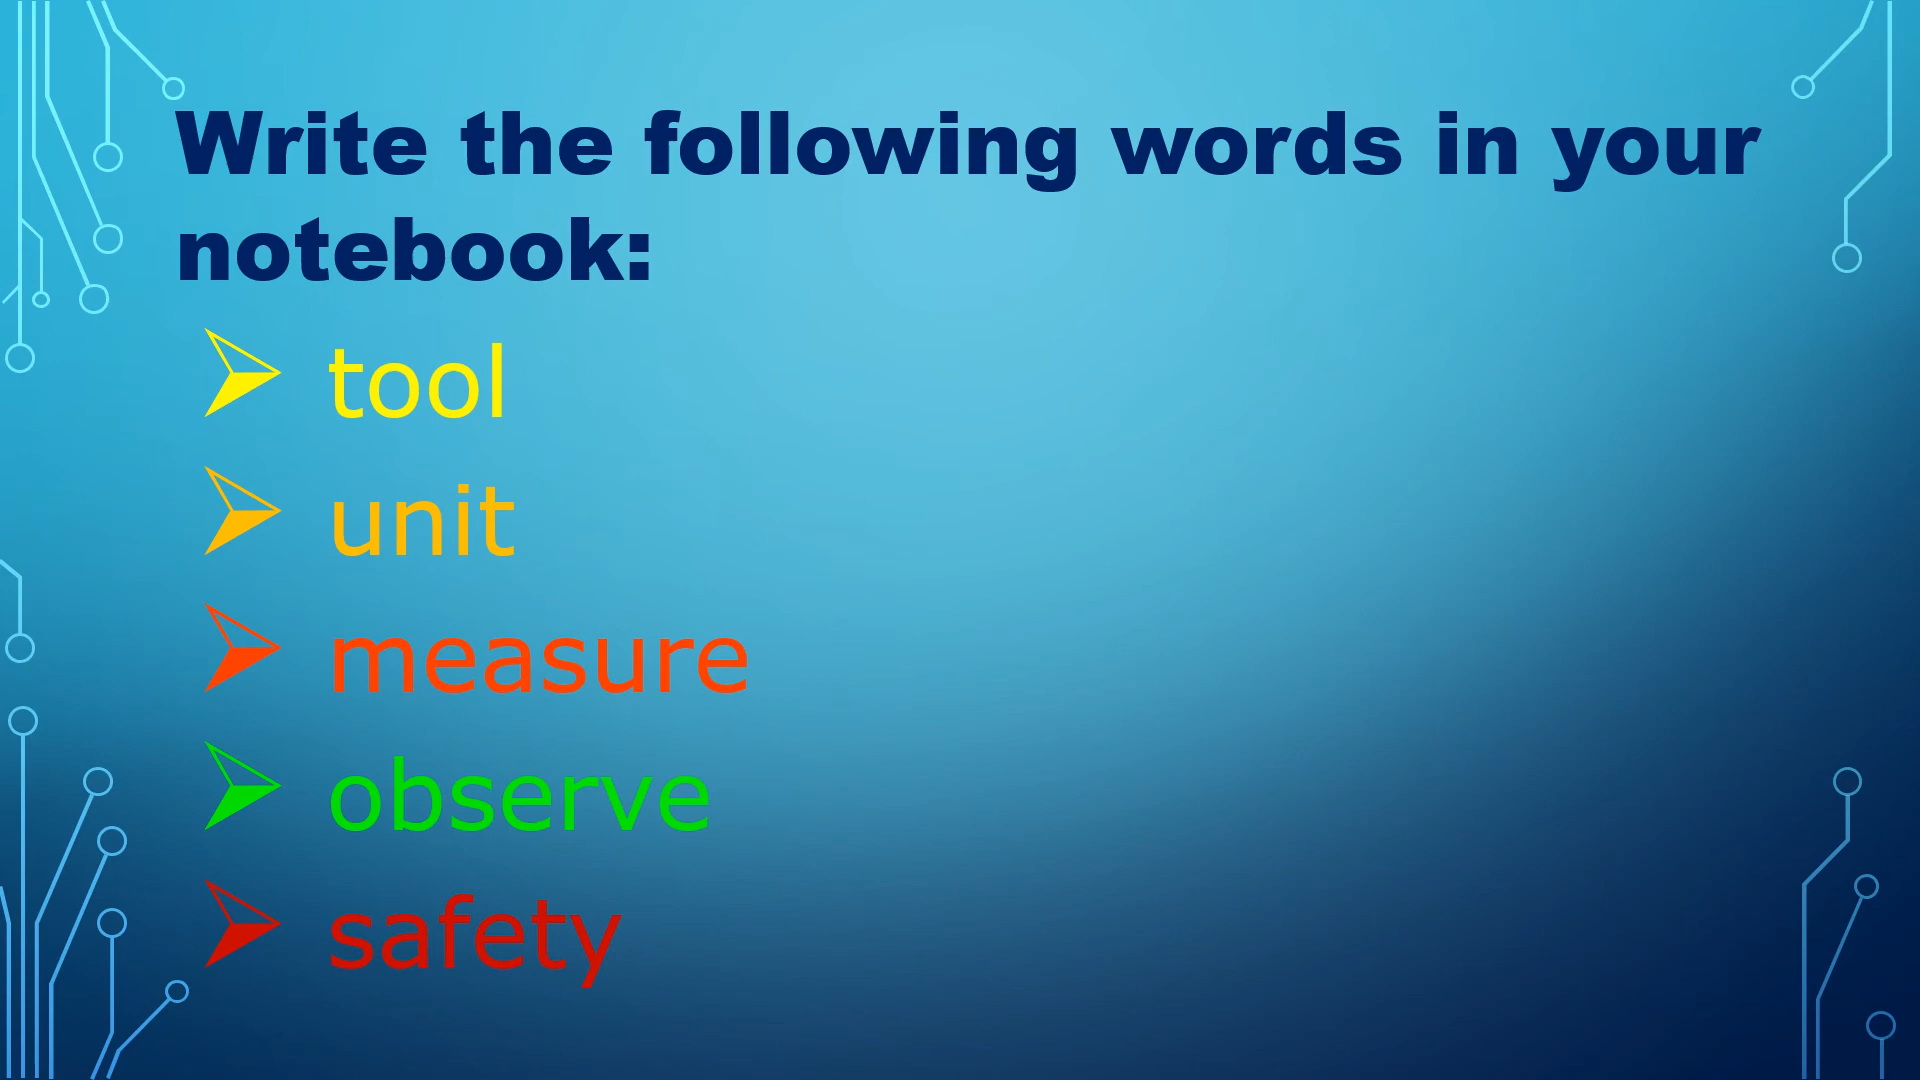 Write the following words in your
notebook:
tool
unit
measure
observe
safety